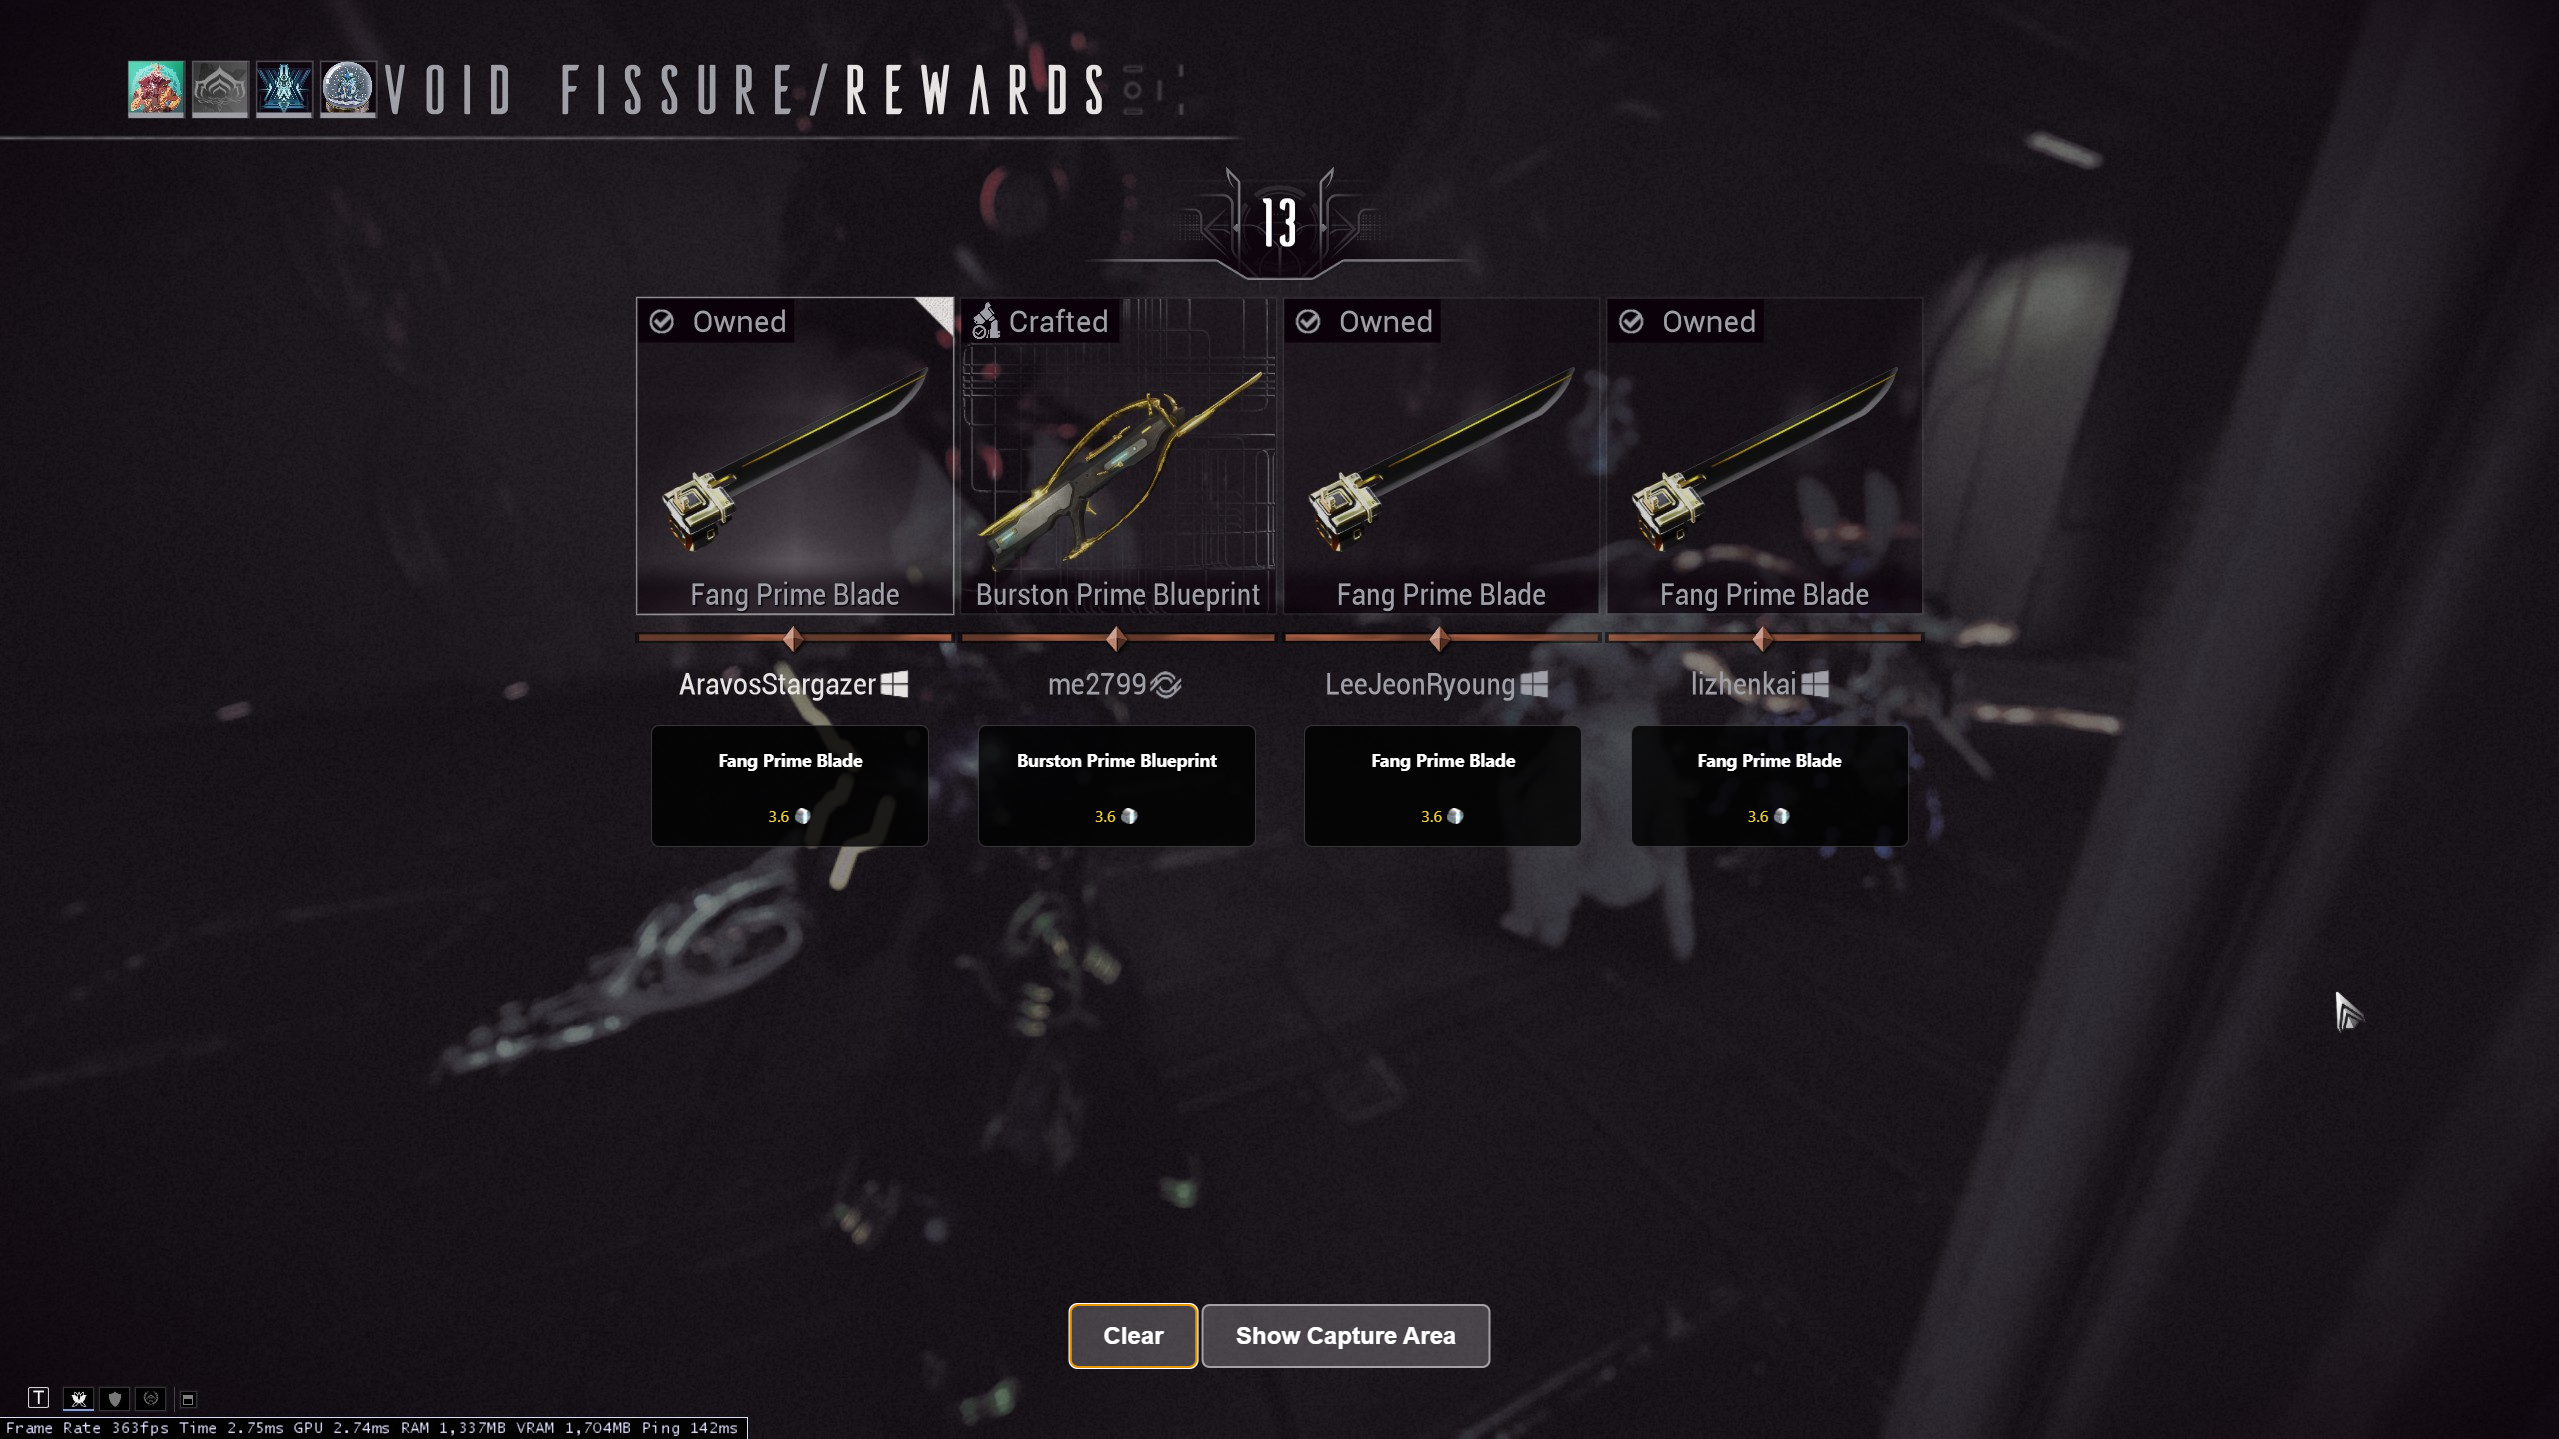 VOID FISSURE/REWARDS
13
Owned
Crafted
Owned
Owned
Fang Prime Blade
Burston Prime Blueprint
Fang Prime Blade
Fang Prime Blade
AravosStargazer
me2799
LeeJeonRyoung
lizhenkai
Fang Prime Blade
Burston Prime Blueprint
Fang Prime Blade
Fang Prime Blade
3.6
3.6
3.6
3.6
Clear
Show Capture Area
T
Frame Rate 363fps Time 2.75ms GPU 2.74ms RAM 1,337MB VRAM 1,704MB Ping 142ms